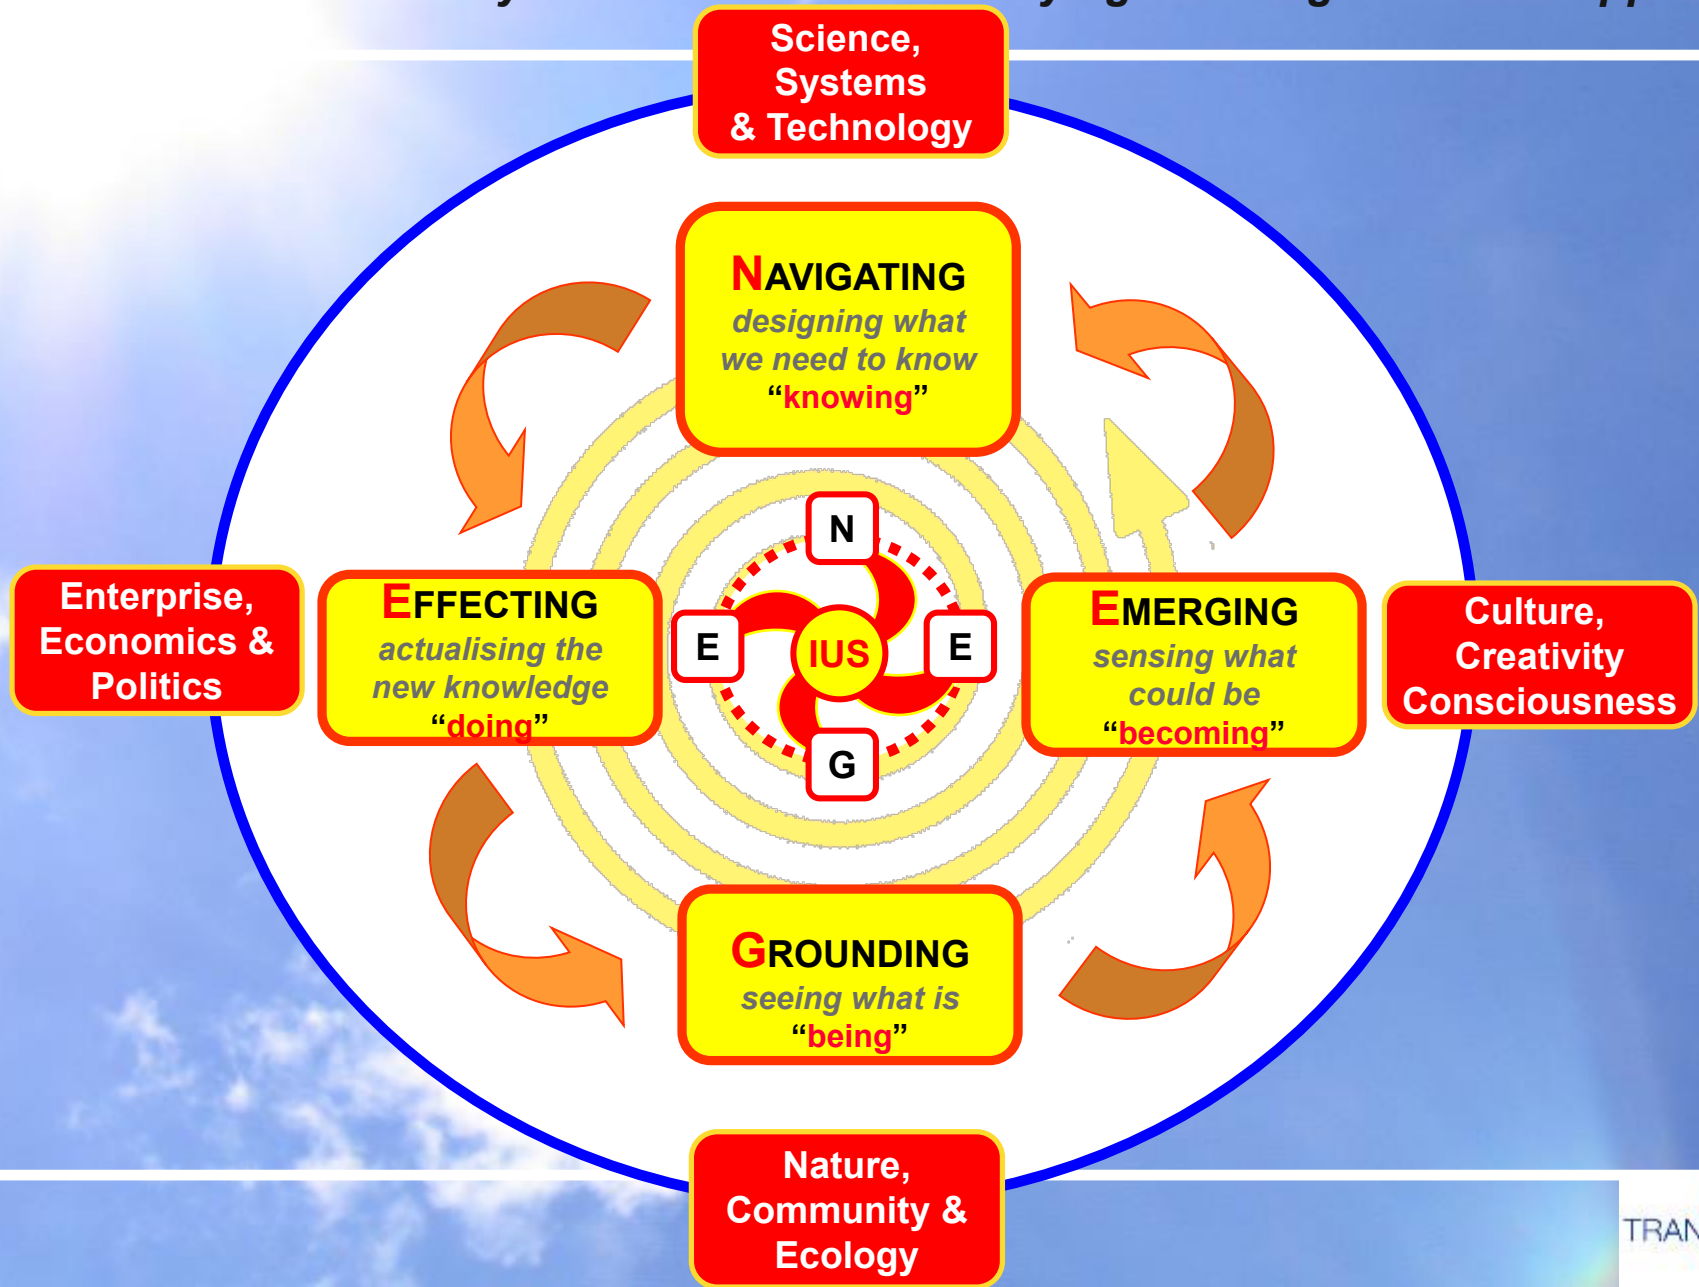 Science,
Systems
& Technology
NAVIGATING
designing what
we need to know
“knowing”
N
Enterprise,
Economics &
Politics
EFFECTING
actualising the
new knowledge
“doing”
E
IUS
E
EMERGING
sensing what
could be
“becoming”
Culture,
Creativity
Consciousness
G
GROUNDING
seeing what is
“being”
Nature,
Community &
Ecology
TRAN